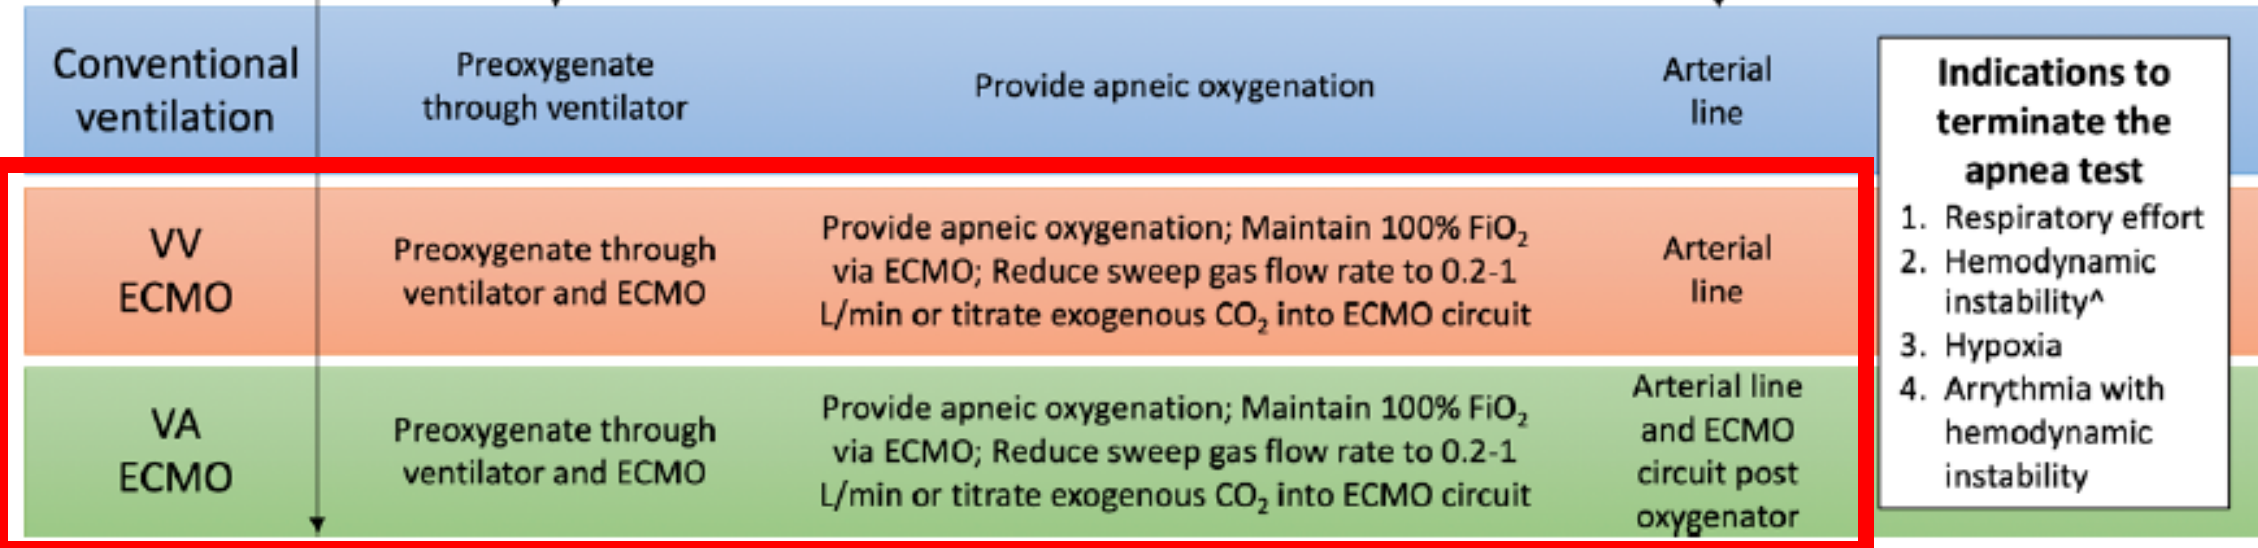 Conventional
ventilation
Preoxygenate
through ventilator
Provide apneic oxygenation
Arterial
line
VV
ECMO
Preoxygenate through
ventilator and ECMO
Provide apneic oxygenation; Maintain 100% FiO₂
via ECMO; Reduce sweep gas flow rate to 0.2-1
L/min or titrate exogenous CO₂ into ECMO circuit
Arterial
line
VA
ECMO
Preoxygenate through
ventilator and ECMO
Provide apneic oxygenation; Maintain 100% FiO₂
via ECMO; Reduce sweep gas flow rate to 0.2-1
L/min or titrate exogenous CO₂ into ECMO circuit
Arterial line
and ECMO
circuit post
oxygenator
Indications to
terminate the
apnea test
1. Respiratory effort
2. Hemodynamic
instability^
3. Hypoxia
4. Arrythmia with
hemodynamic
instability